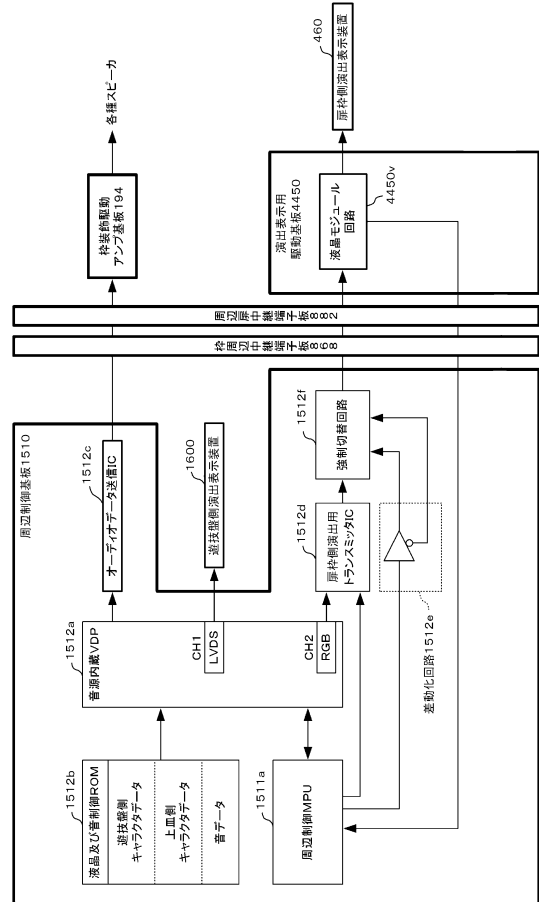 周辺制御基板1510
1512b
液晶及び音制御ROM
遊技盤側
キャラクタデータ
上皿側
キャラクタデータ
音データ
1512a
音源内蔵VDP
CH1
LVDS
CH2
RGB
1511a
周辺制御MPU
1512c
オーディオデータ送信IC
1600
遊技盤側演出表示装置
1512d
扉枠側演出用
トランスミッタIC
1512f
強制切替回路
差動化回路1512e
枠周辺中継端子板868
周辺扉中継端子板882
枠装飾駆動
アンプ基板194
各種スピーカ
演出表示用
駆動基板4450
液晶モジュール
回路
4450v
460
扉枠側演出表示装置